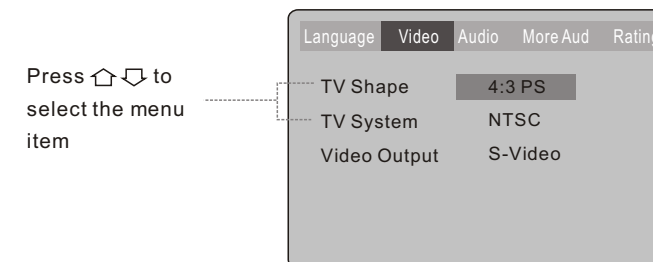 Language Video Audio More Aud Rating
Press ⇧ ⇩ to
select the menu
item
TV Shape 4:3 PS
TV System NTSC
Video Output S-Video